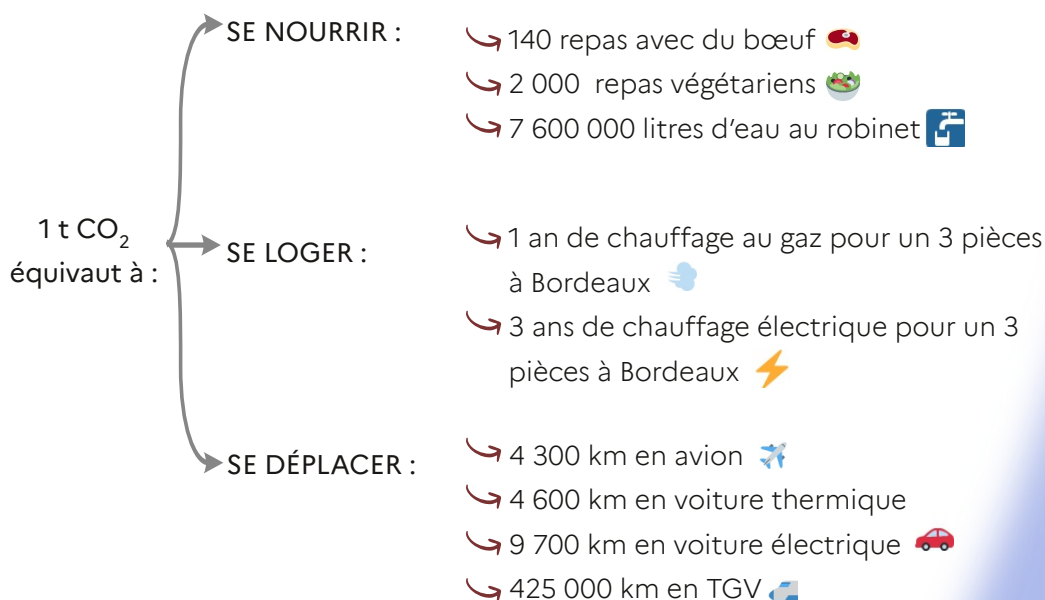 1 t CO₂
équivaut à :
SE NOURRIR :
140 repas avec du bœuf
2 000 repas végétariens
7 600 000 litres d'eau au robinet
SE LOGER :
1 an de chauffage au gaz pour un 3 pièces
à Bordeaux
3 ans de chauffage électrique pour un 3
pièces à Bordeaux
SE DÉPLACER :
4 300 km en avion
4 600 km en voiture thermique
9 700 km en voiture électrique
425 000 km en TGV